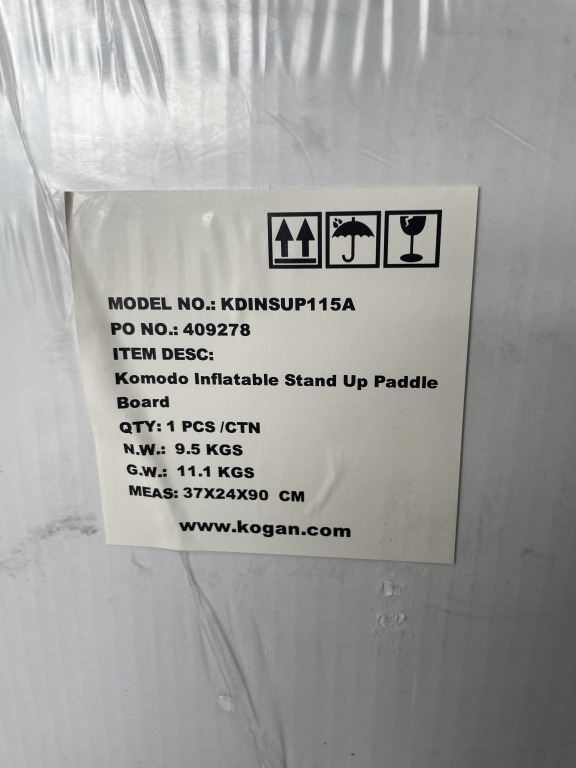 MODEL NO.: KDINSUP115A
PO NO.: 409278
ITEM DESC:
Komodo Inflatable Stand Up Paddle
Board
QTY: 1 PCS /CTN
N.W.: 9.5 KGS
G.W.: 11.1 KGS
MEAS: 37X24X90 CM
www.kogan.com